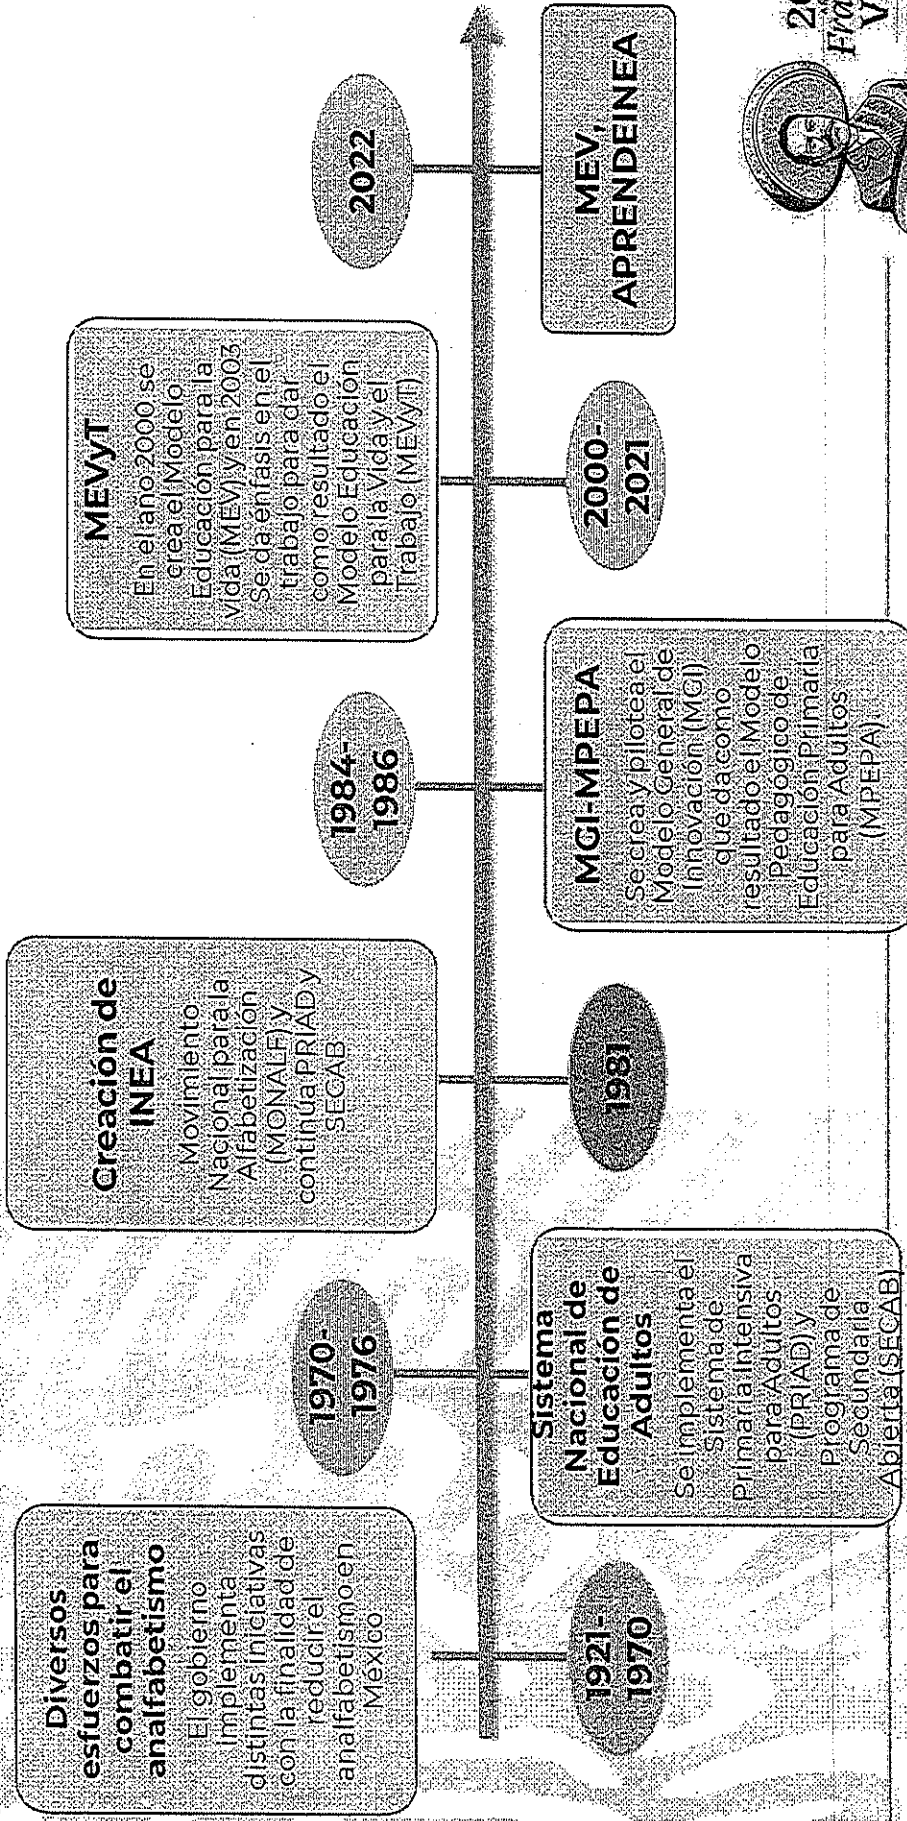 Diversos
esfuerzos para
combatir el
analfabetismo
El gobierno
implementa
distintas iniciativas
con la finalidad de
reducir el
analfabetismo en
México
1921-
1970
1970-
1976
Sistema
Nacional de
Educación de
Adultos
Se implementa el
Sistema de
Primaria Intensiva
para Adultos
(PRIAD) y
Programa de
Secundaria
Abierta (SECAB)
Creación de
INEA
Movimiento
Nacional para la
Alfabetización
(MONALF) y
continua PRIAD y
SECAB
1981
1984-
1986
MGI-MPEPA
Se crea y pilotea el
Modelo General de
Innovación (MGI)
que da como
resultado el Modelo
Pedagogico de
Educación Primaria
para Adultos
(MPEPA)
MEVyT
En el año 2000 se
crea el Modelo
Educación para la
vida (MEV) y en 2003
Se da énfasis en el
trabajo para dar
como resultado el
Modelo Educación
para la Vida y el
Trabajo (MEVyT)
2000-
2021
2022
MEV,
APRENDEINEA
20
Fra
V